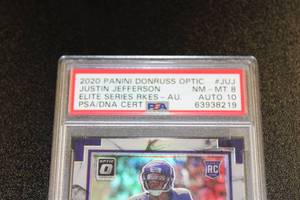 2020 PANINI DONRUSS OPTIC #JUJ
JUSTIN JEFFERSON NM - MT 8
ELITE SERIES RKES - AU. AUTO 10
PSA/DNA CERT PSA 63938219
OPTIC RC